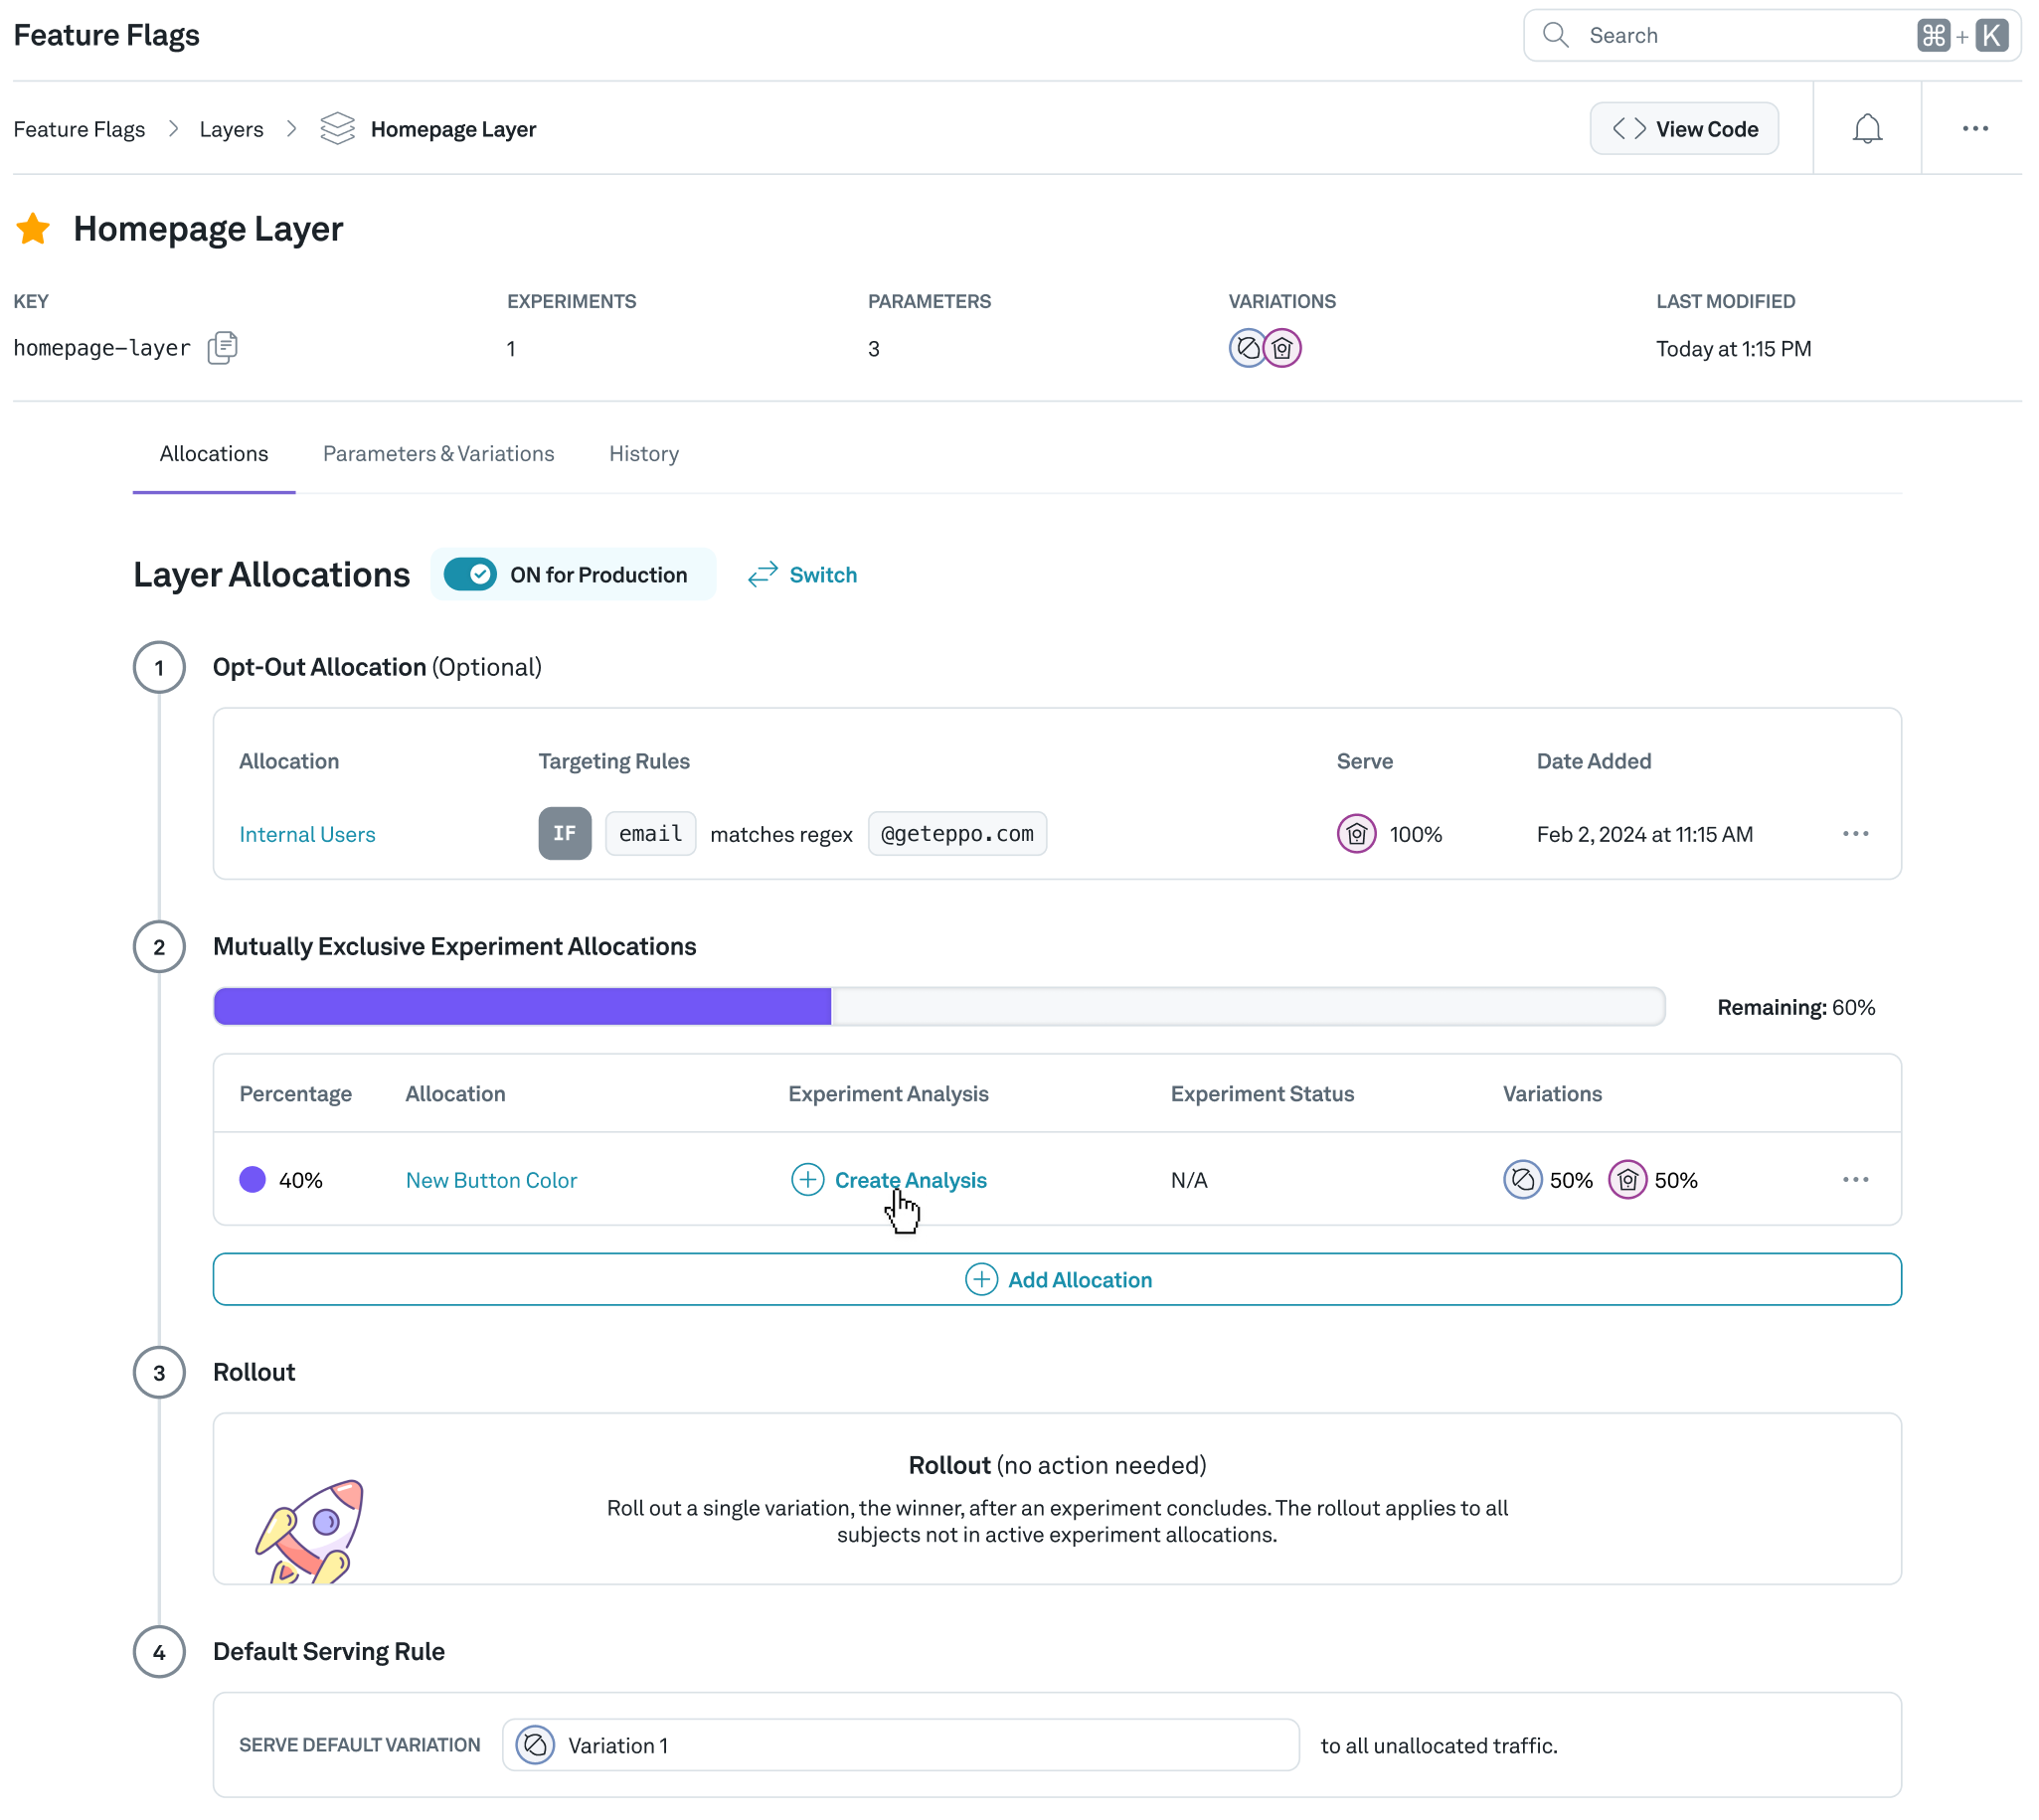 Feature Flags
Search
⌘ + K
Feature Flags > Layers > Homepage Layer
< > View Code
Homepage Layer
KEY EXPERIMENTS PARAMETERS VARIATIONS LAST MODIFIED
homepage-layer 1 3 Today at 1:15 PM
Allocations Parameters & Variations History
Layer Allocations ON for Production Switch
1 Opt-Out Allocation (Optional)
Allocation Targeting Rules Serve Date Added
Internal Users IF email matches regex @geteppo.com 100% Feb 2, 2024 at 11:15 AM
2 Mutually Exclusive Experiment Allocations
Remaining: 60%
Percentage Allocation Experiment Analysis Experiment Status Variations
40% New Button Color Create Analysis N/A 50% 50%
Add Allocation
3 Rollout
Rollout (no action needed)
Roll out a single variation, the winner, after an experiment concludes. The rollout applies to all
subjects not in active experiment allocations.
4 Default Serving Rule
SERVE DEFAULT VARIATION Variation 1 to all unallocated traffic.